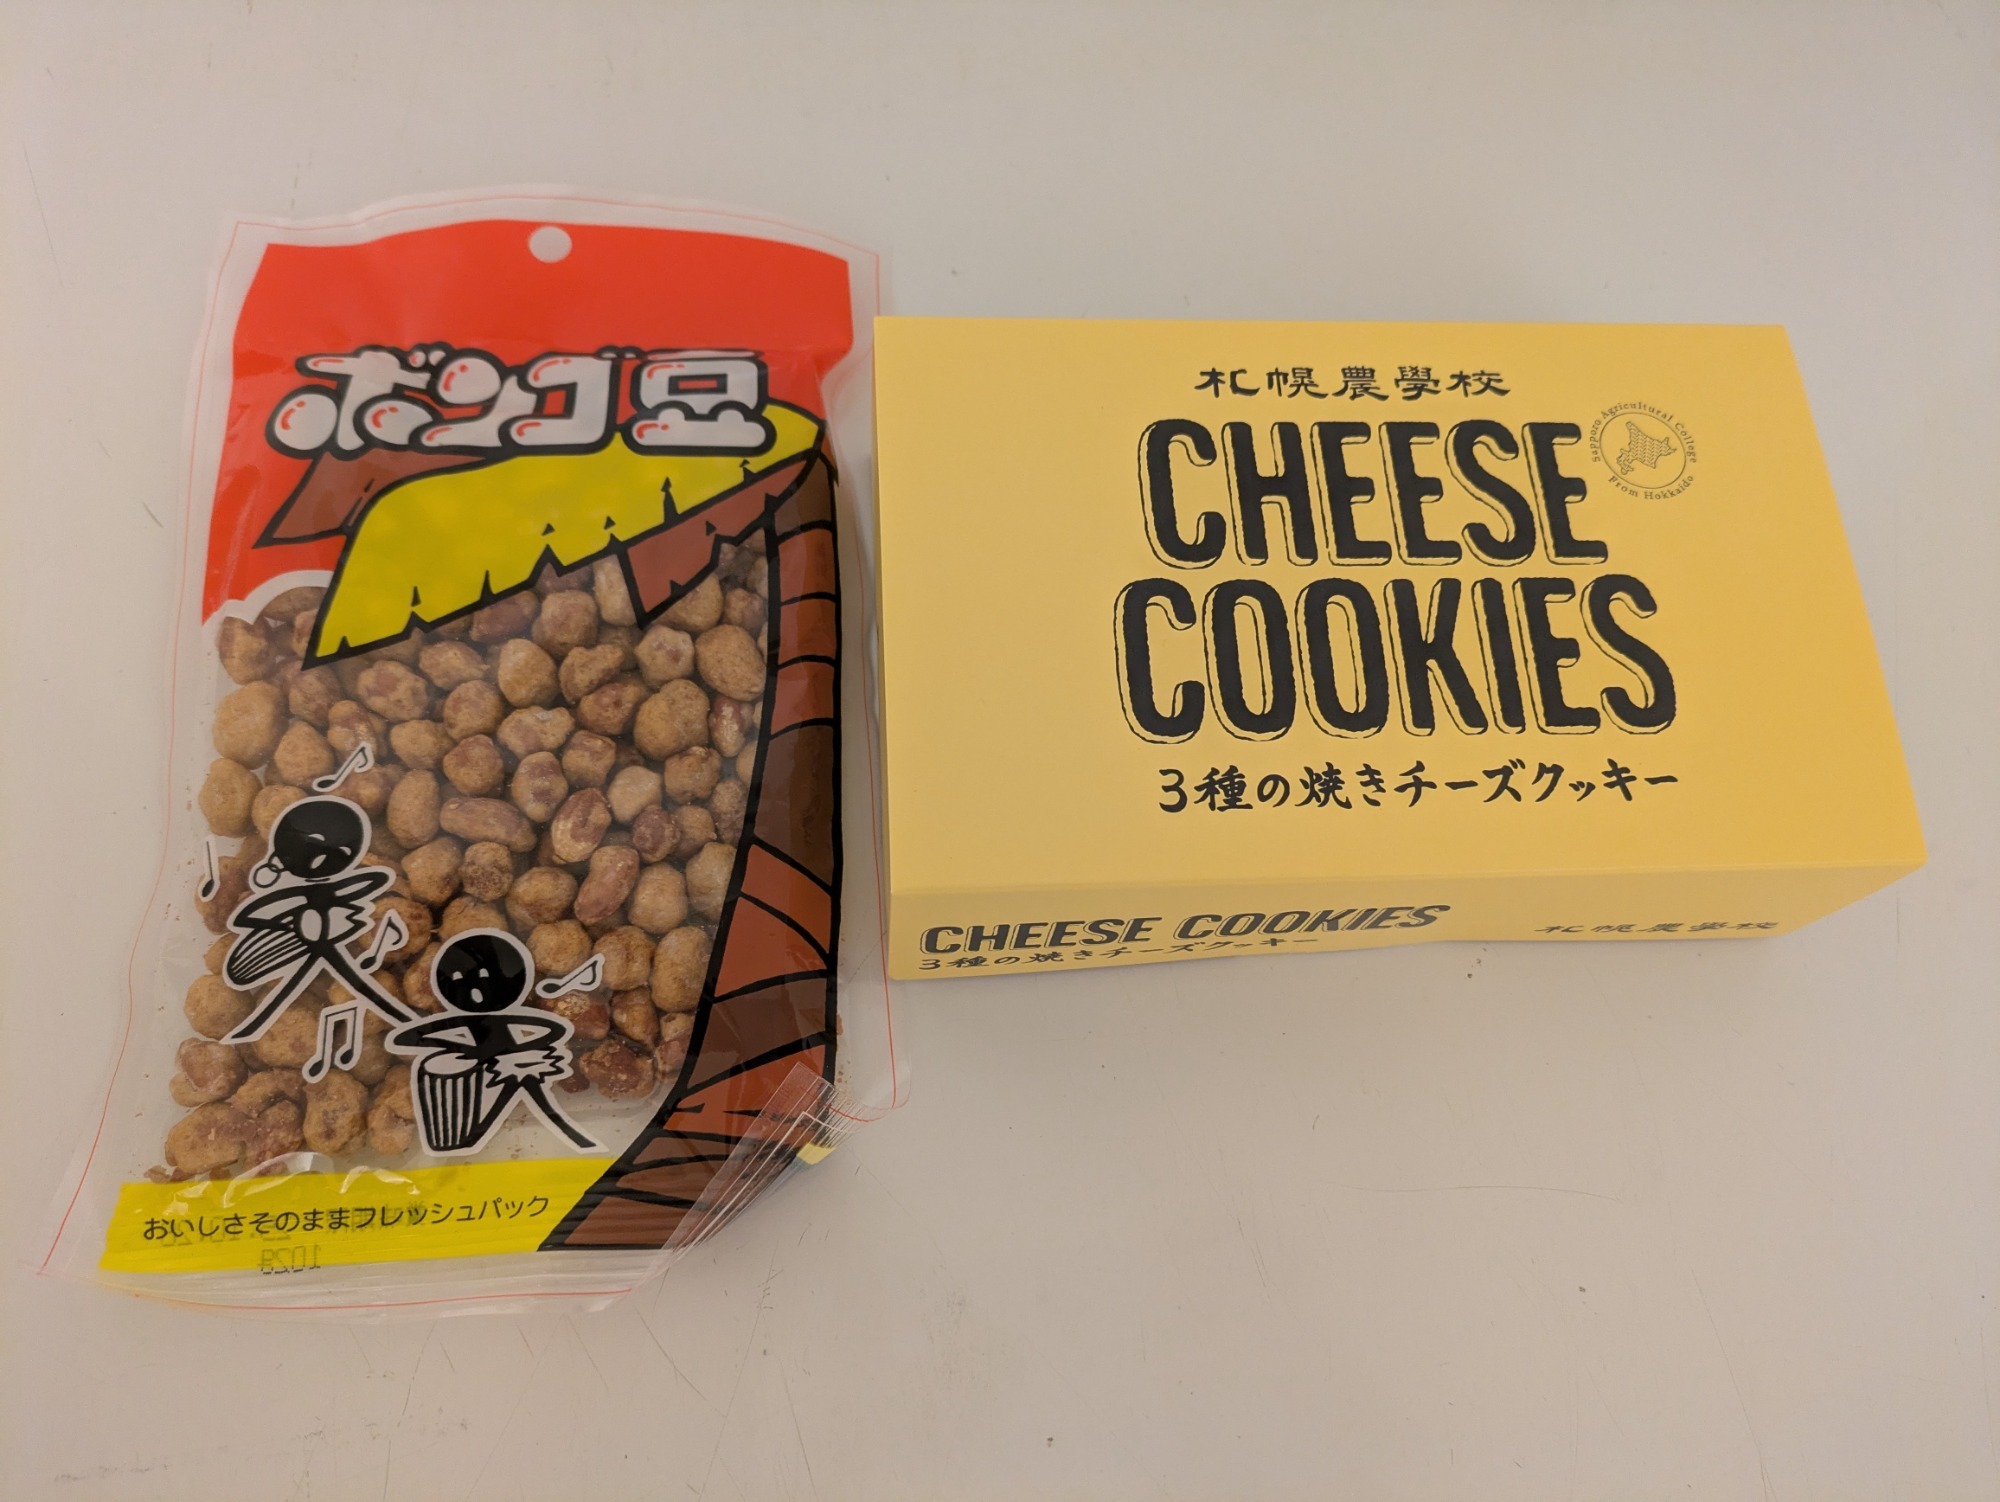 ボンゴ豆
おいしさそのままフレッシュパック
札幌農學校
CHEESE
COOKIES
Sapporo Agricultural College
From Hokkaido
3種の焼きチーズクッキー
CHEESE COOKIES
3種の焼きチーズクッキー
札幌農學校